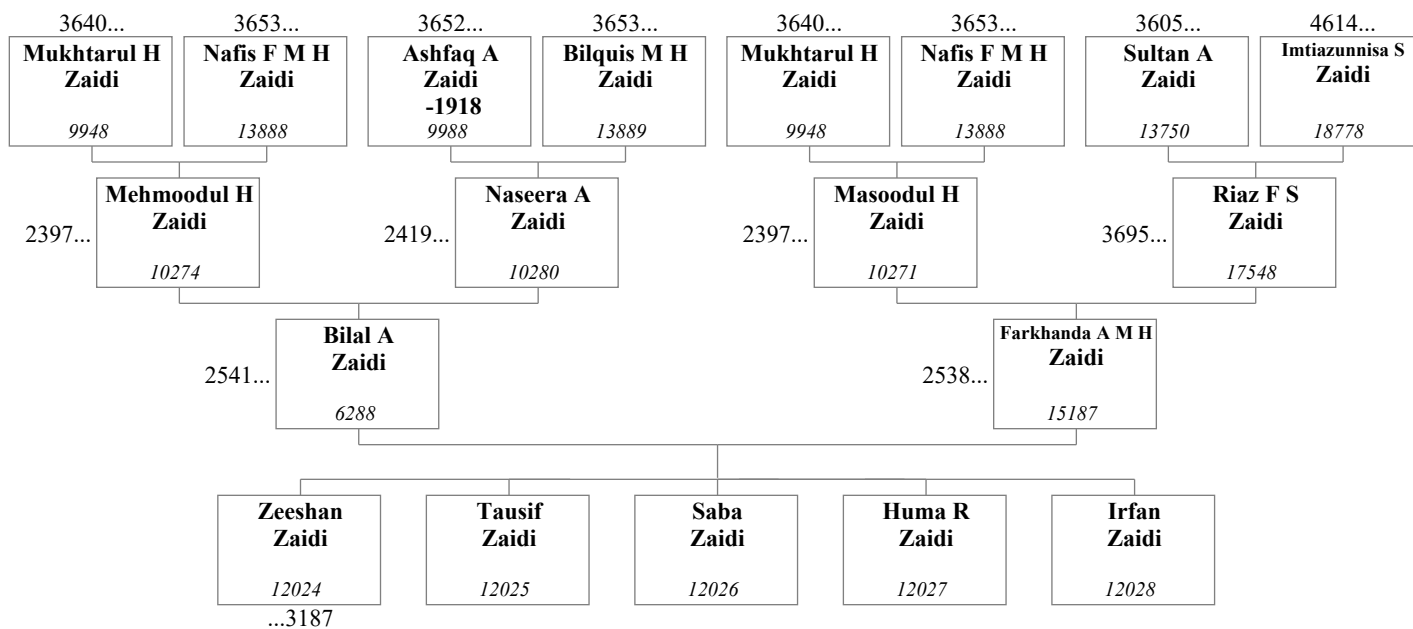 3640... 3653... 3652... 3653... 3640... 3653... 3605... 4614...
Mukhtarul H Nafis F M H Ashfaq A Bilquis M H Mukhtarul H Nafis F M H Sultan A Imtiazunnisa S
Zaidi Zaidi Zaidi Zaidi Zaidi Zaidi Zaidi Zaidi
-1918
9948 13888 9988 13889 9948 13888 13750 18778
Mehmoodul H Naseera A Masoodul H Riaz F S
Zaidi Zaidi Zaidi Zaidi
2397... 2419... 2397... 3695...
10274 10280 10271 17548
Bilal A Farkhanda A M H
Zaidi Zaidi
2541... 2538...
6288 15187
Zeeshan Tausif Saba Huma R Irfan
Zaidi Zaidi Zaidi Zaidi Zaidi
12024 12025 12026 12027 12028
...3187